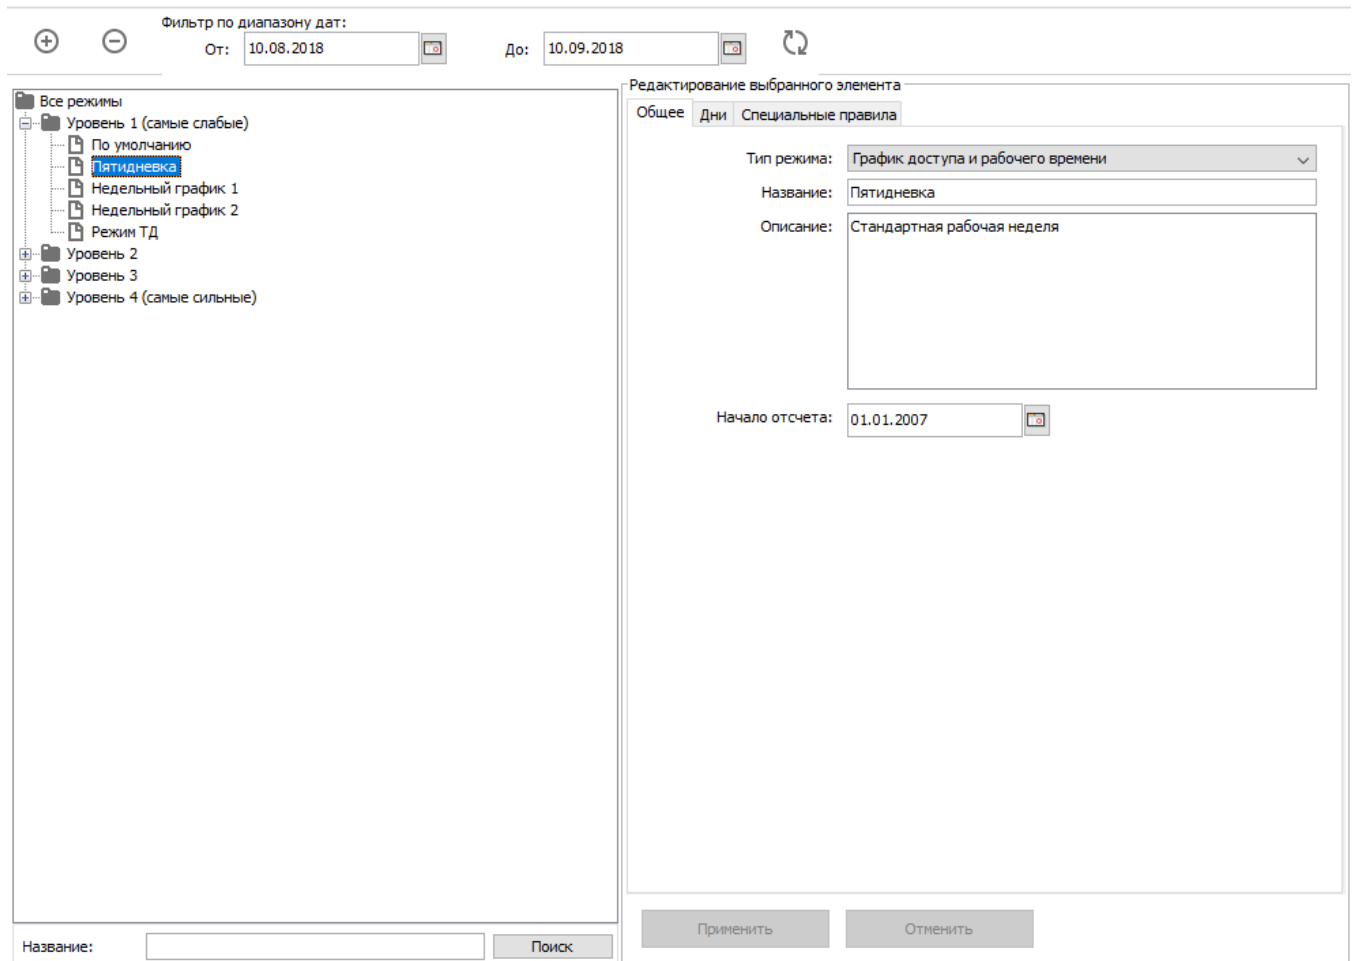 Фильтр по диапазону дат:
От: 10.08.2018 До: 10.09.2018
Все режимы
Уровень 1 (самые слабые)
По умолчанию
Пятидневка
Недельный график 1
Недельный график 2
Режим ТД
Уровень 2
Уровень 3
Уровень 4 (самые сильные)
Название: Поиск
Редактирование выбранного элемента
Общее Дни Специальные правила
Тип режима: График доступа и рабочего времени
Название: Пятидневка
Описание: Стандартная рабочая неделя
Начало отсчета: 01.01.2007
Применить Отменить